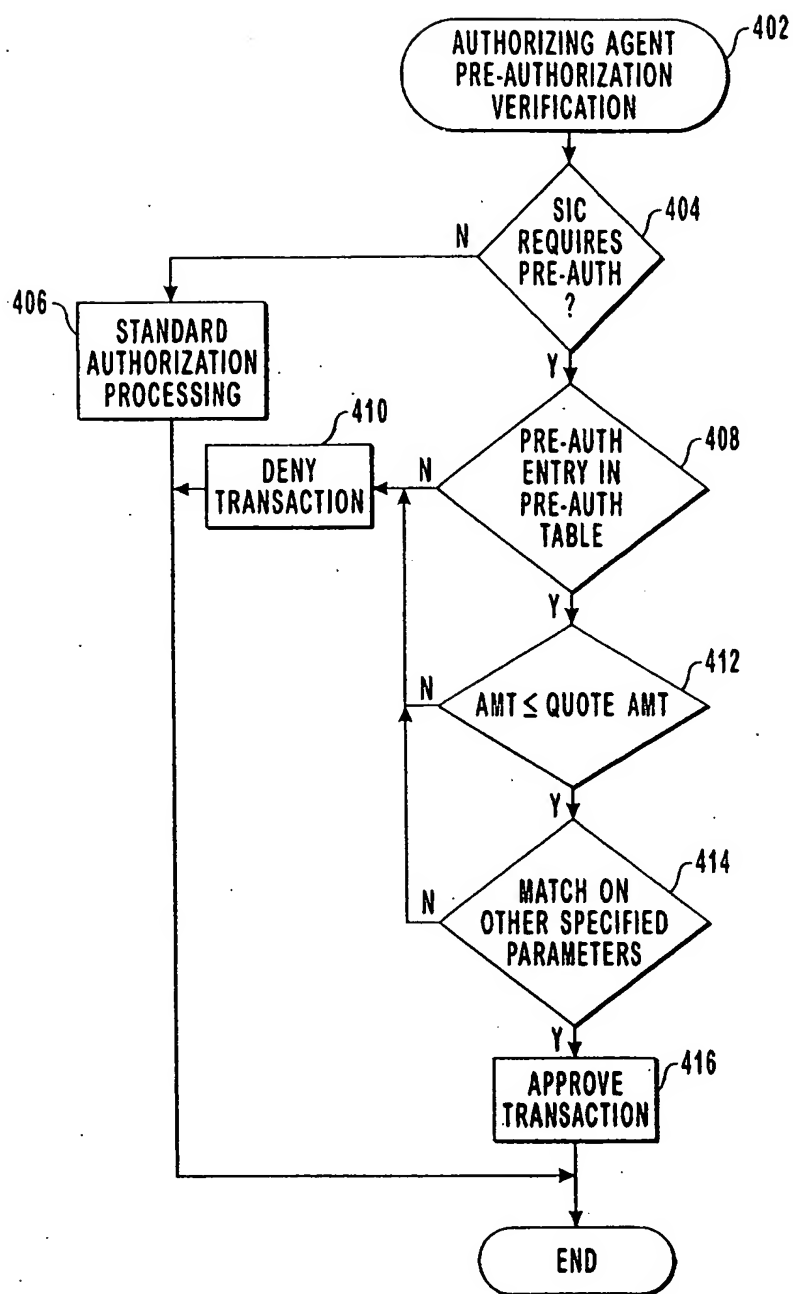 AUTHORIZING AGENT
PRE-AUTHORIZATION
VERIFICATION
402
SIC
REQUIRES
PRE-AUTH
?
404
N
Y
406
STANDARD
AUTHORIZATION
PROCESSING
PRE-AUTH
ENTRY IN
PRE-AUTH
TABLE
408
N
410
DENY
TRANSACTION
Y
AMT ≤ QUOTE AMT
412
N
Y
MATCH ON
OTHER SPECIFIED
PARAMETERS
414
N
Y
APPROVE
TRANSACTION
416
END